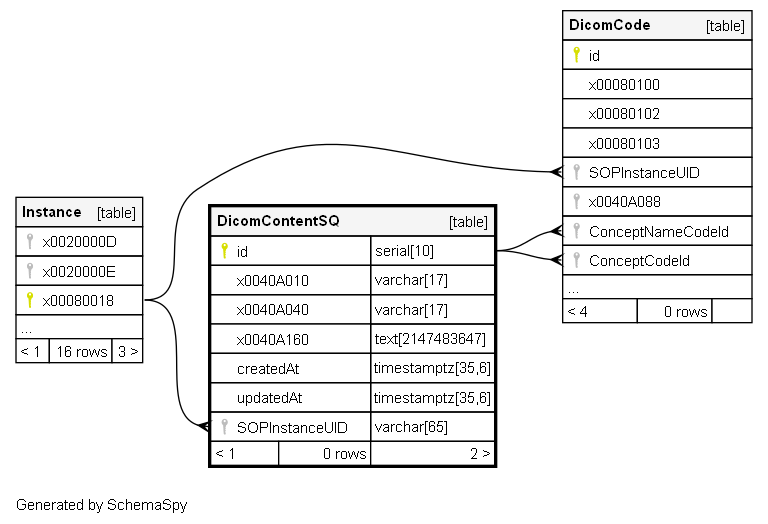 DicomCode [table]
id
x00080100
x00080102
x00080103
SOPInstanceUID
x0040A088
ConceptNameCodeId
ConceptCodeId
...
< 4 0 rows
Instance [table]
x0020000D
x0020000E
x00080018
...
< 1 16 rows 3 >
DicomContentSQ [table]
id serial[10]
x0040A010 varchar[17]
x0040A040 varchar[17]
x0040A160 text[2147483647]
createdAt timestamptz[35,6]
updatedAt timestamptz[35,6]
SOPInstanceUID varchar[65]
< 1 0 rows 2 >
Generated by SchemaSpy